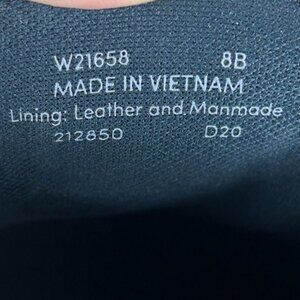 W21658 8B
MADE IN VIETNAM
Lining: Leather and Manmade
212850 D20